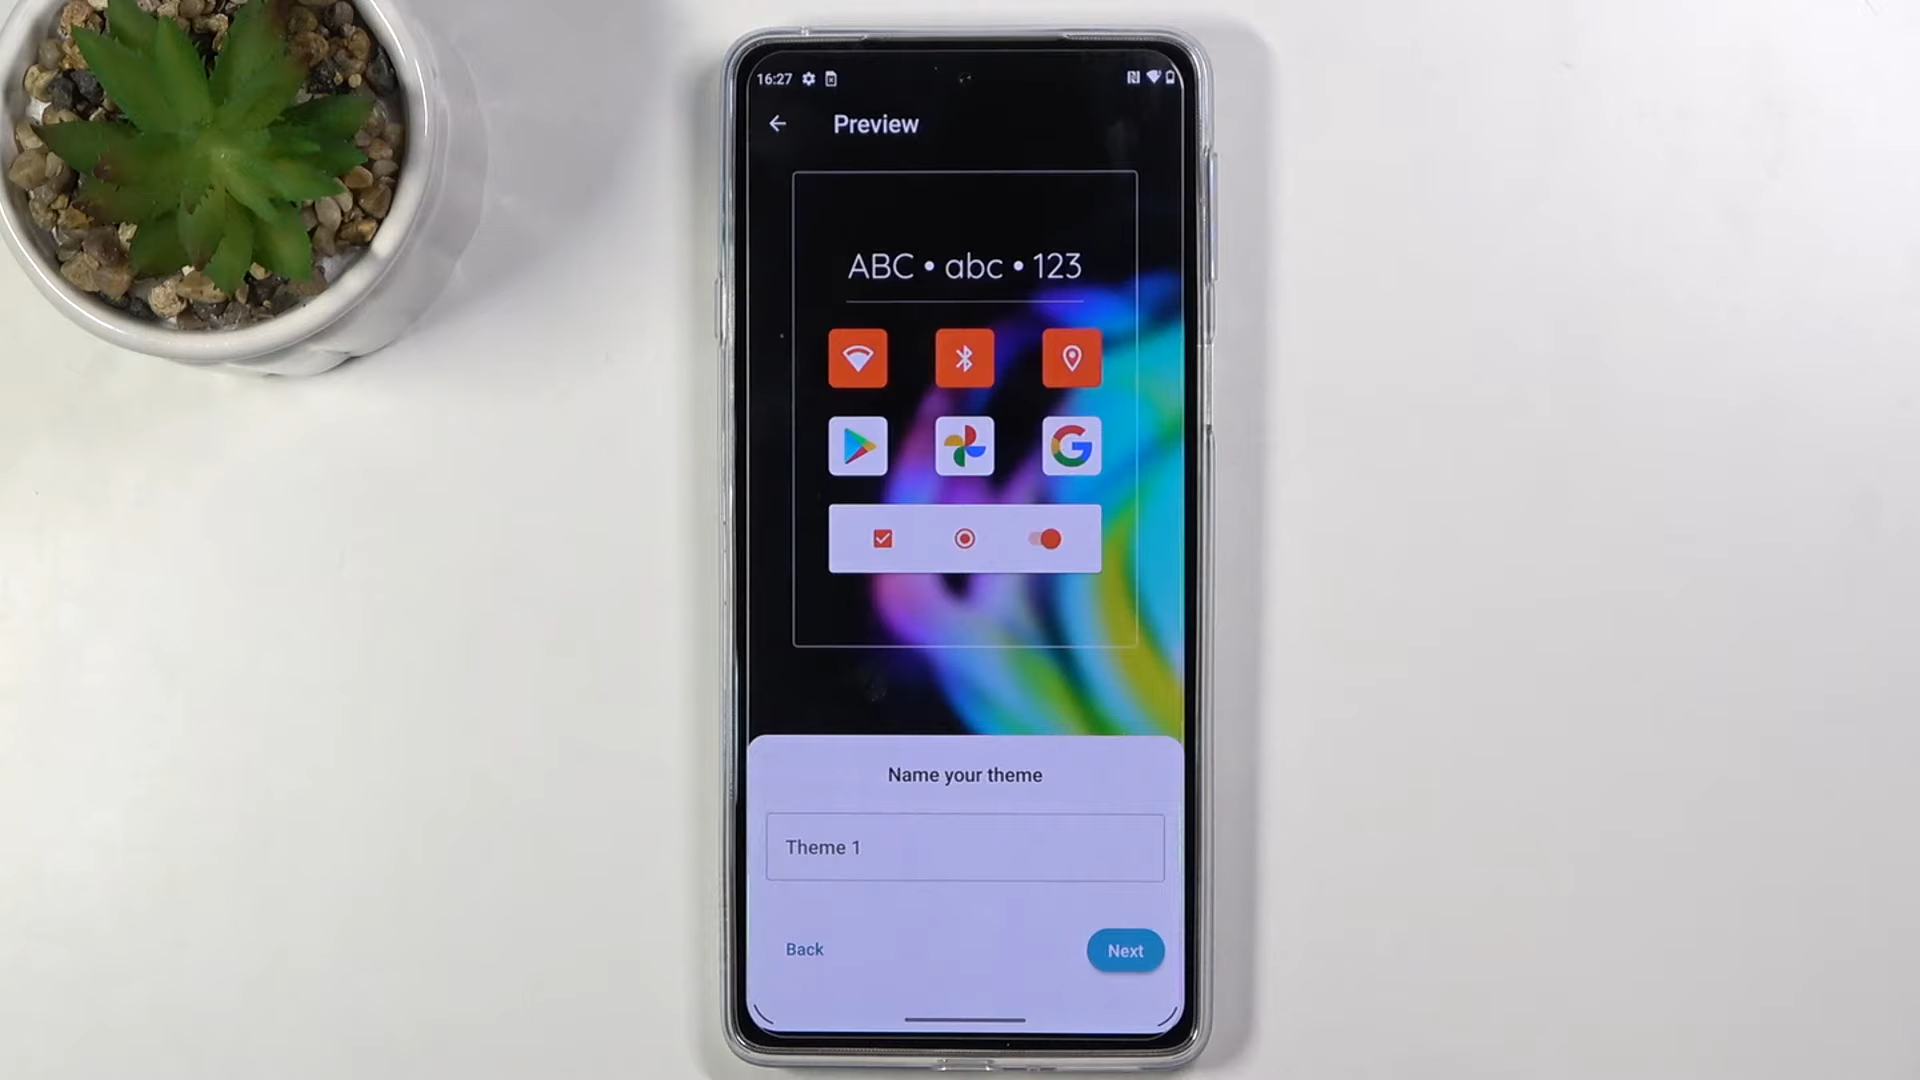 16:27
Preview
ABC • abc • 123
Name your theme
Theme 1
Back
Next